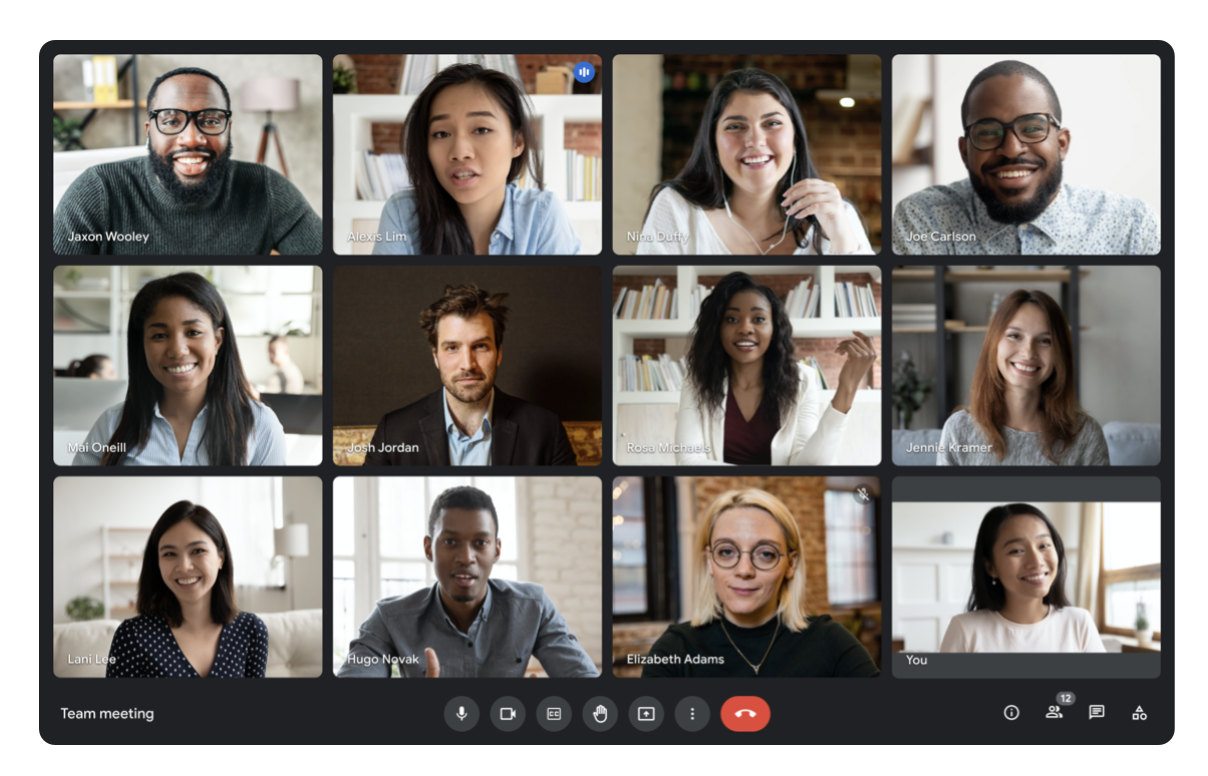 Jaxon Wooley
Alexis Lim
Nina Duffy
Joe Carlson
Mai Oneill
Josh Jordan
Rosa Michaels
Jennie Kramer
Lani Lee
Hugo Novak
Elizabeth Adams
You
Team meeting
CC
12